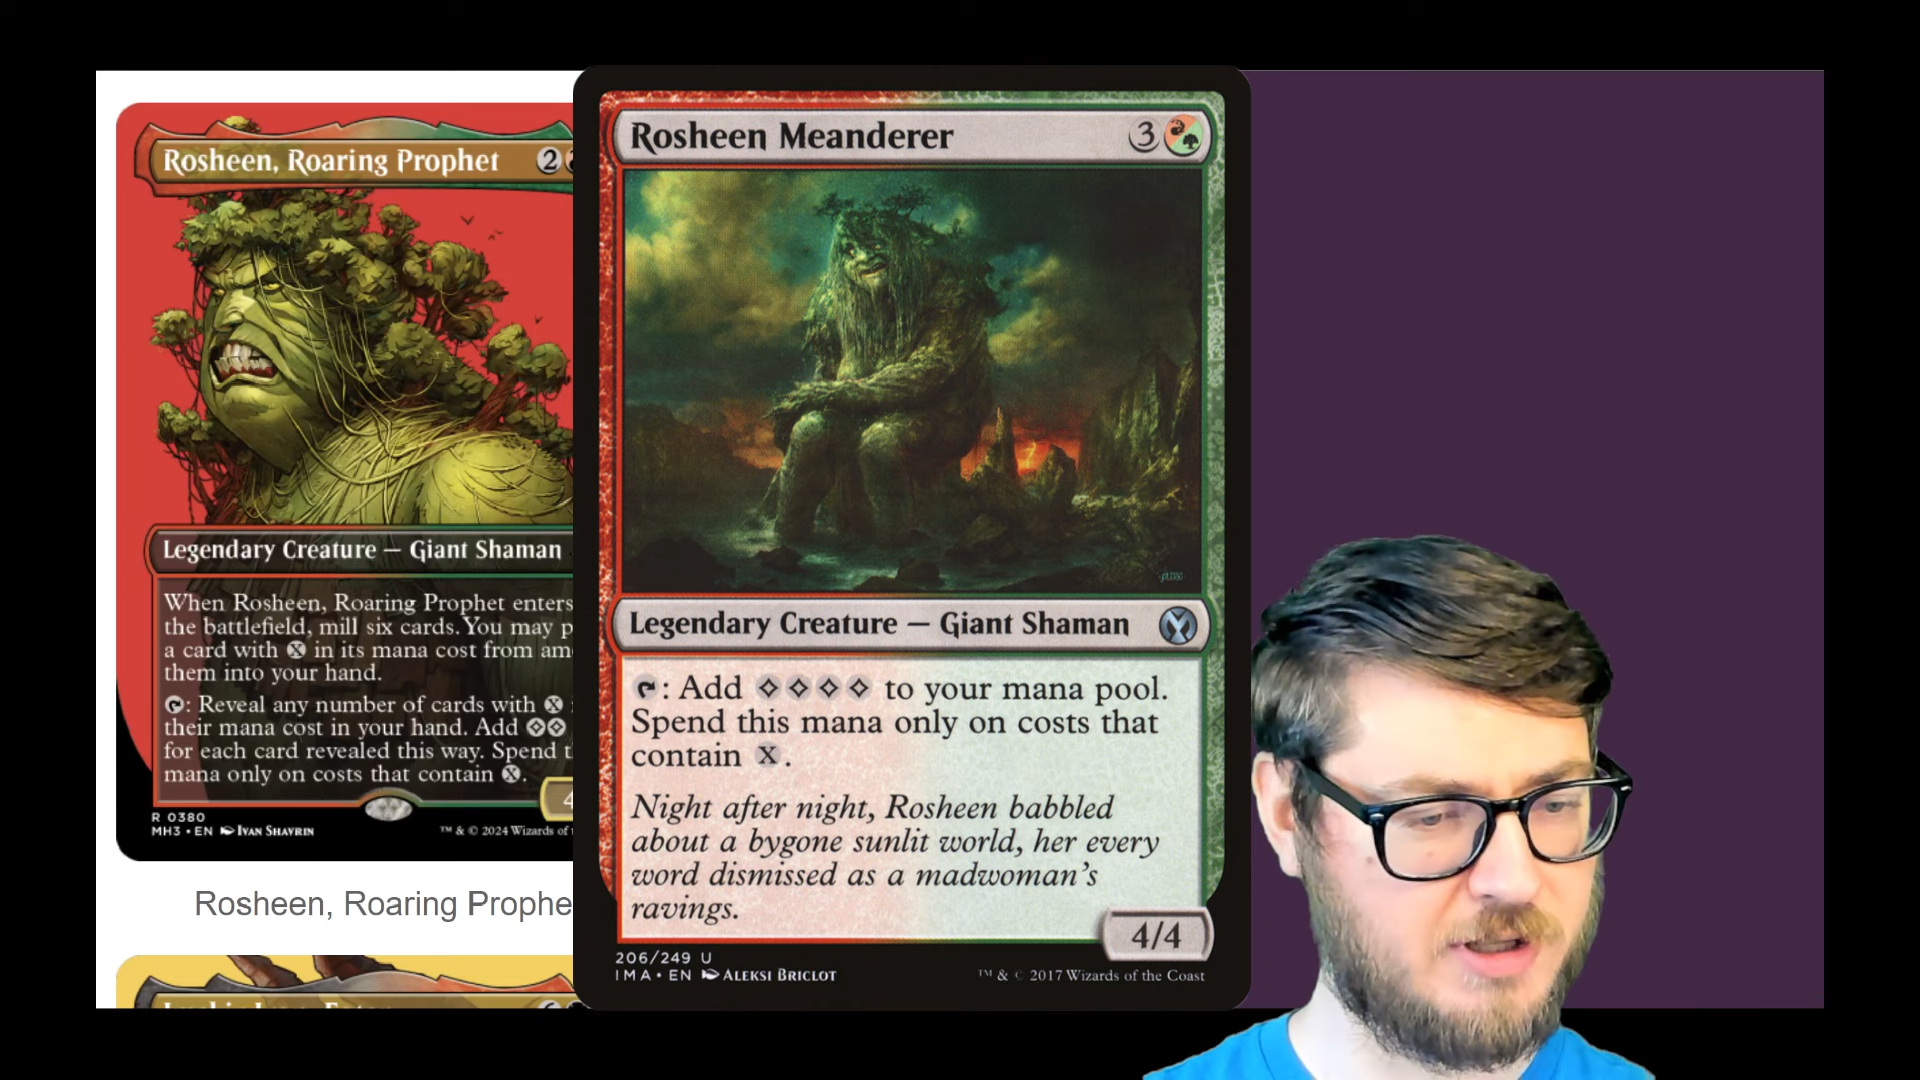 Rosheen, Roaring Prophet
2
Legendary Creature — Giant Shaman
When Rosheen, Roaring Prophet enters
the battlefield, mill six cards. You may p
a card with X in its mana cost from am
them into your hand.
: Reveal any number of cards with X
their mana cost in your hand. Add
for each card revealed this way. Spend t
mana only on costs that contain X.
4
R 0380
MH3 • EN IVAN SHAVRIN
™ & © 2024 Wizards of
Rosheen, Roaring Prophe
Rosheen Meanderer
3
Legendary Creature — Giant Shaman
: Add to your mana pool.
Spend this mana only on costs that
contain X.
Night after night, Rosheen babbled
about a bygone sunlit world, her every
word dismissed as a madwoman's
ravings.
4/4
206/249 U
IMA • EN ALEKSI BRICLOT
™ & © 2017 Wizards of the Coast